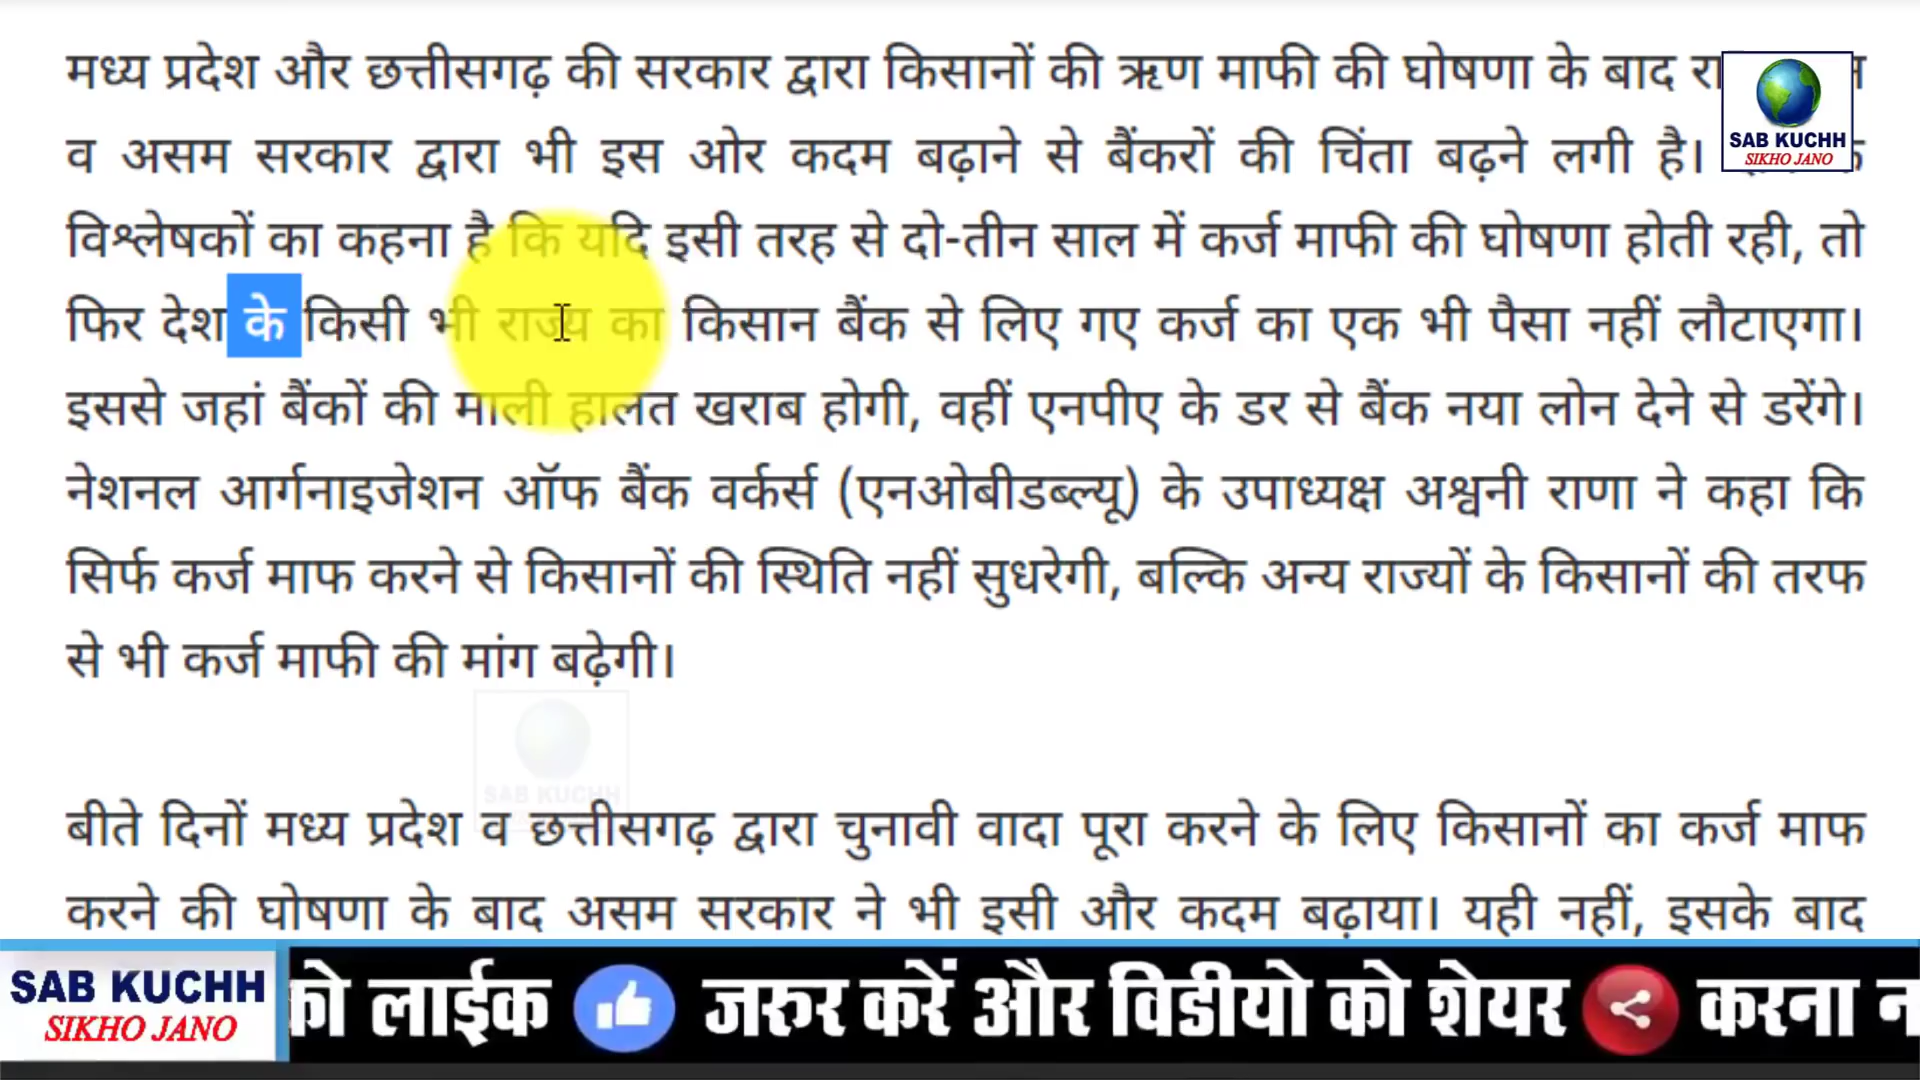 मध्य प्रदेश और छत्तीसगढ़ की सरकार द्वारा किसानों की ऋण माफी की घोषणा के बाद
व असम सरकार द्वारा भी इस ओर कदम बढ़ाने से बैंकरों की चिंता बढ़ने लगी है।
विश्लेषकों का कहना है कि यदि इसी तरह से दो-तीन साल में कर्ज माफी की घोषणा होती रही, तो
फिर देश के किसी भी राज्य का किसान बैंक से लिए गए कर्ज का एक भी पैसा नहीं लौटाएगा।
इससे जहां बैंकों की माली हालत खराब होगी, वहीं एनपीए के डर से बैंक नया लोन देने से डरेंगे।
नेशनल आर्गनाइजेशन ऑफ बैंक वर्कर्स (एनओबीडब्ल्यू) के उपाध्यक्ष अश्वनी राणा ने कहा कि
सिर्फ कर्ज माफ करने से किसानों की स्थिति नहीं सुधरेगी, बल्कि अन्य राज्यों के किसानों की तरफ
से भी कर्ज माफी की मांग बढ़ेगी।
बीते दिनों मध्य प्रदेश व छत्तीसगढ़ द्वारा चुनावी वादा पूरा करने के लिए किसानों का कर्ज माफ
करने की घोषणा के बाद असम सरकार ने भी इसी और कदम बढ़ाया। यही नहीं, इसके बाद
SAB KUCHH
SIKHO JANO
SAB KUCHH
SAB KUCHH
SIKHO JANO
को लाईक जरूर करें और विडीयो को शेयर करना